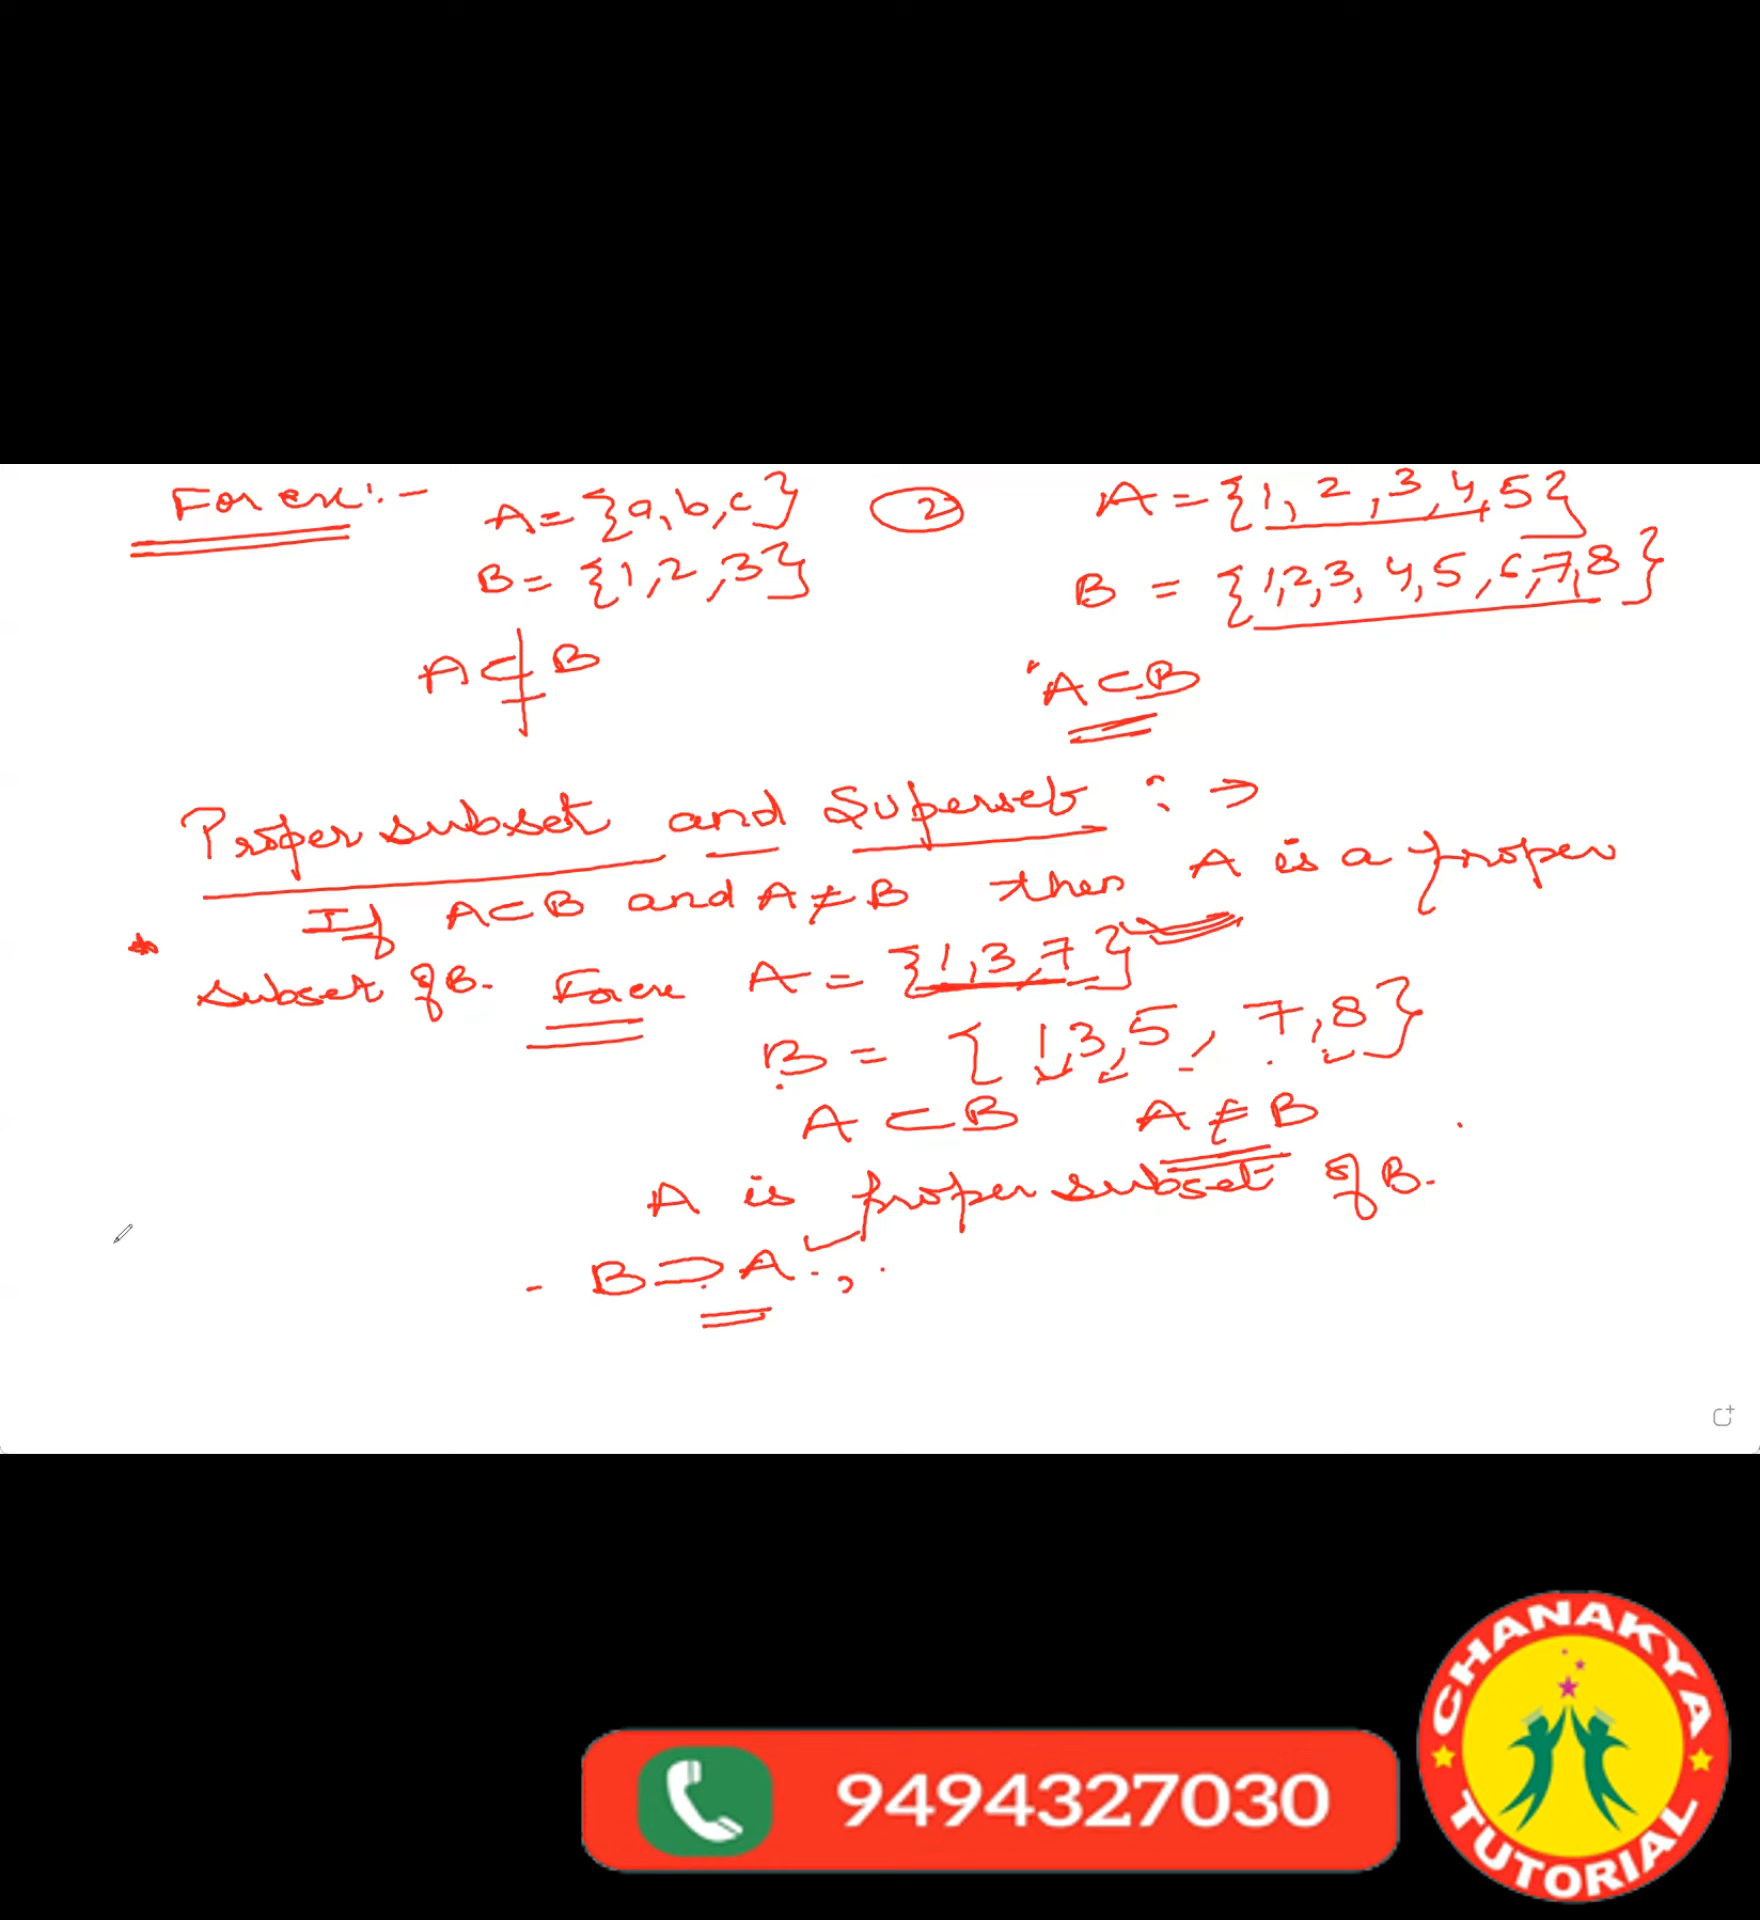 For ex:- A={a,b,c} ② A={1,2,3,4,5}
B={1,2,3} B={1,2,3,4,5,6,7,8}
A⊄B A⊂B
Proper subset and Superset :→
If A⊂B and A≠B then A is a proper
subset of B. For ex A={1,3,7}
B={1,3,5,7,8}
A⊂B A≠B
A is proper subset of B.
B⊃A
9494327030
CHANAKYA
TUTORIAL